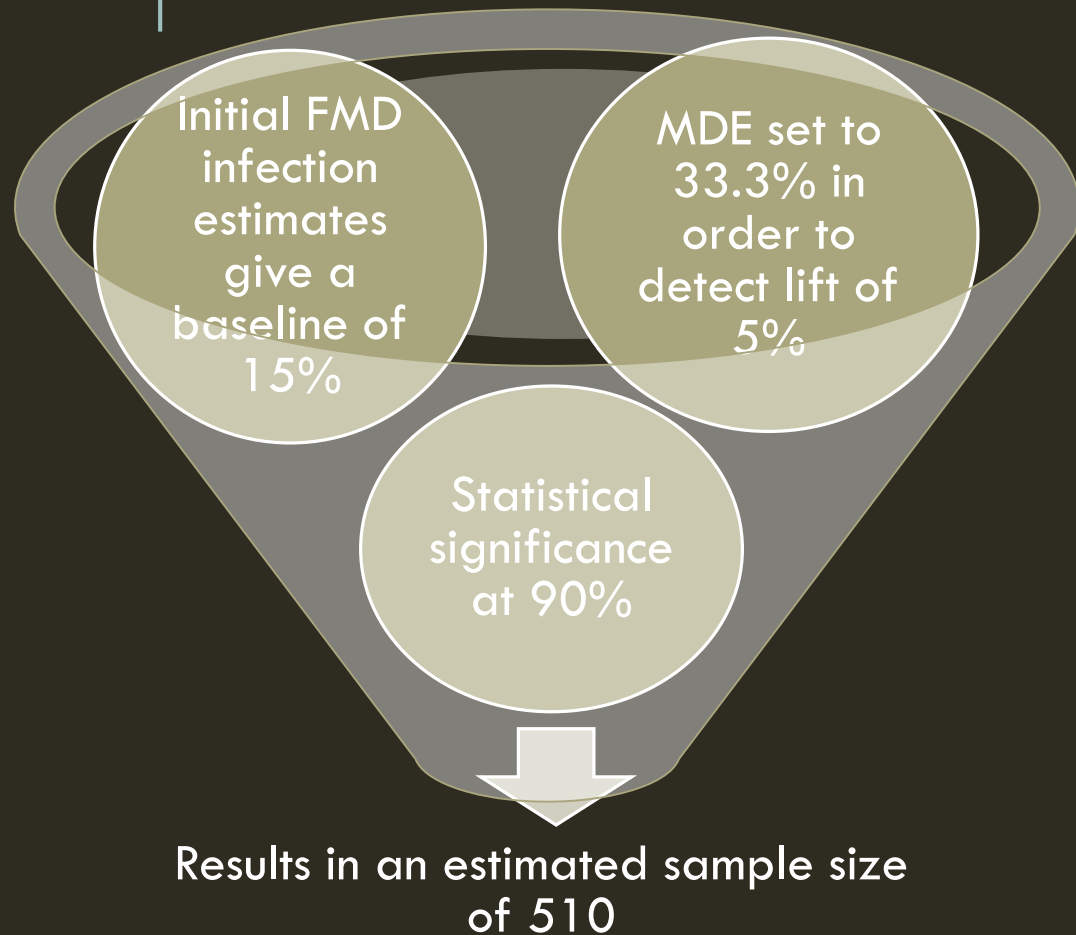 Initial FMD
infection
estimates
give a
baseline of
15%
MDE set to
33.3% in
order to
detect lift of
5%
Statistical
significance
at 90%
Results in an estimated sample size
of 510